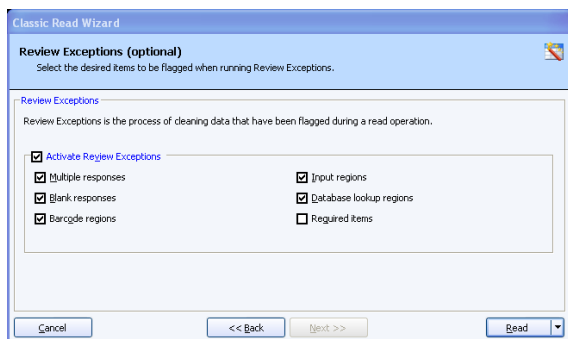 Classic Read Wizard
Review Exceptions (optional)
Select the desired items to be flagged when running Review Exceptions.
Review Exceptions
Review Exceptions is the process of cleaning data that have been flagged during a read operation.
Activate Review Exceptions
Multiple responses
Input regions
Blank responses
Database lookup regions
Barcode regions
Required items
Cancel
<< Back
Next >>
Read